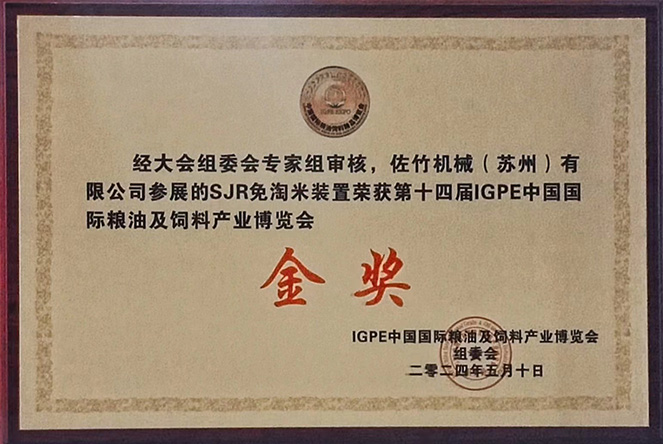 IGPE EXPO
经大会组委会专家组审核，佐竹机械（苏州）有
限公司参展的SJR免淘米装置荣获第十四届IGPE中国国
际粮油及饲料产业博览会
金奖
IGPE中国国际粮油及饲料产业博览会
组委会
二零二四年五月十日